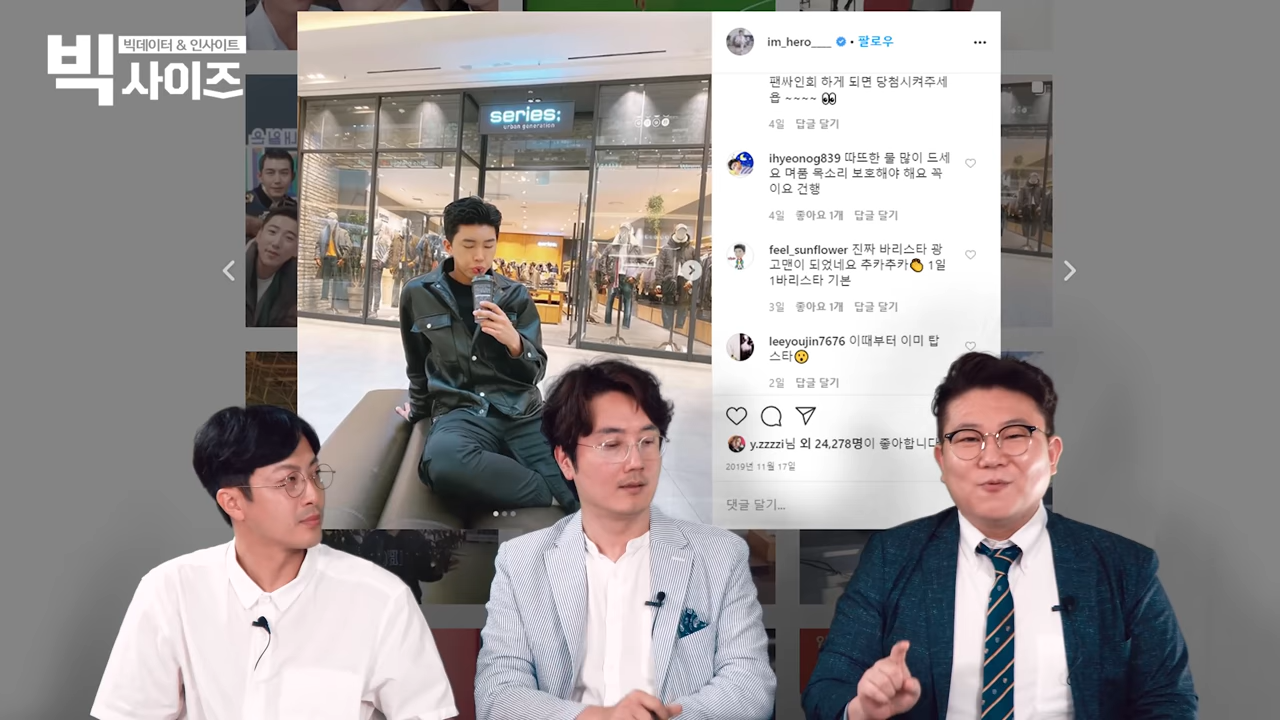 빅데이터 & 인사이트
빅사이즈
series;
urban generation
im_hero___ • 팔로우
팬싸인회 하게 되면 당첨시켜주세
욥 ~~~~ 👀
4일 답글 달기
ihyeonog839 따뜨한 물 많이 드세
요 며품 목소리 보호해야 해요 꼭
이요 건행
4일 좋아요 1개 답글 달기
feel_sunflower 진짜 바리스타 광
고맨이 되었네요 추카추카👏 1일
1바리스타 기본
3일 좋아요 1개 답글 달기
leeyoujin7676 이때부터 이미 탑
스타😯
2일 답글 달기
y.zzzzi님 외 24,278명이 좋아합니다
2019년 11월 17일
댓글 달기...